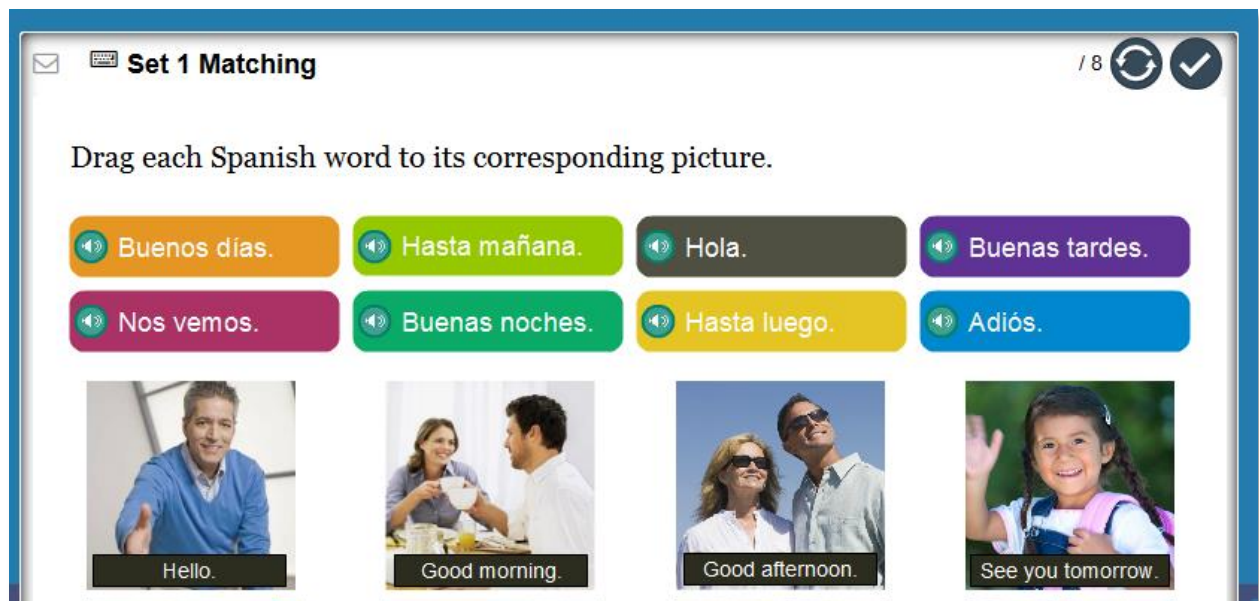 Set 1 Matching / 8
Drag each Spanish word to its corresponding picture.
Buenos días. Hasta mañana. Hola. Buenas tardes.
Nos vemos. Buenas noches. Hasta luego. Adiós.
Hello. Good morning. Good afternoon. See you tomorrow.